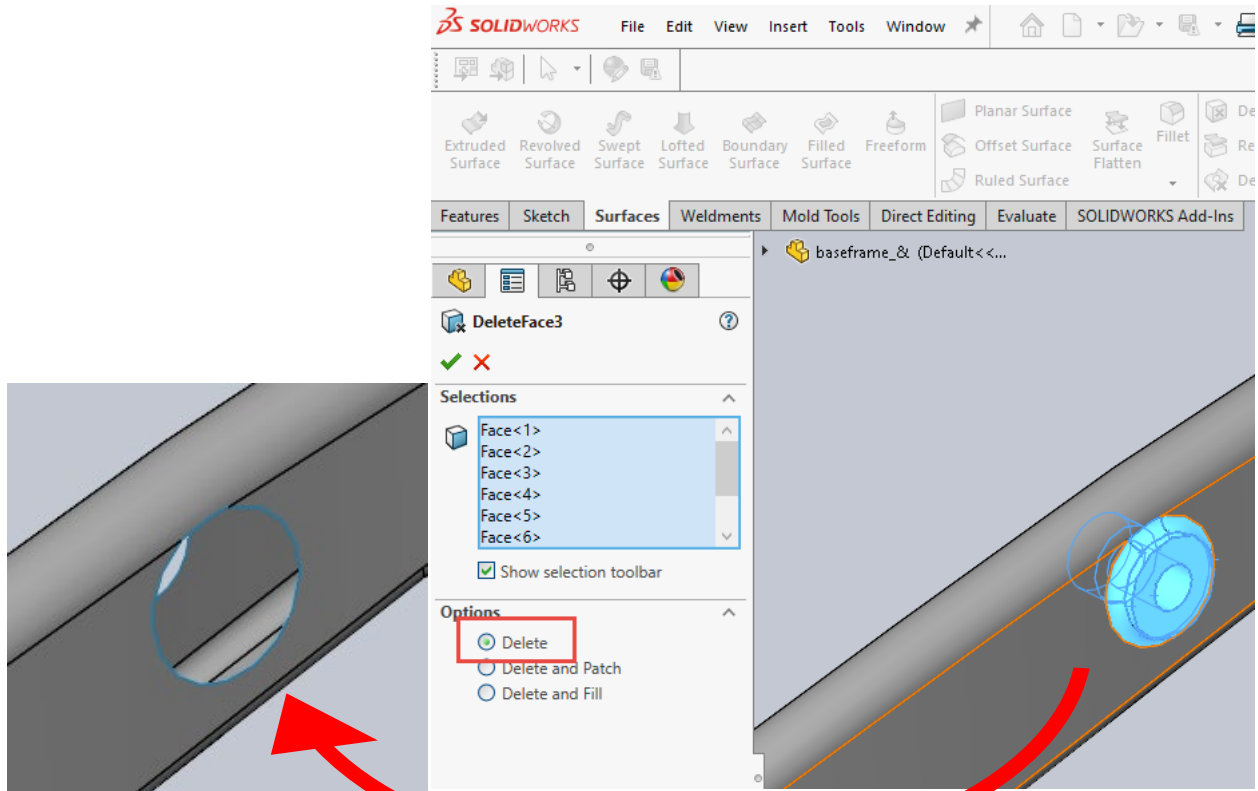 SOLIDWORKS File Edit View Insert Tools Window
Extruded Surface
Revolved Surface
Swept Surface
Lofted Surface
Boundary Surface
Filled Surface
Freeform
Planar Surface
Offset Surface
Ruled Surface
Surface Flatten
Fillet
De
Re
De
Features Sketch Surfaces Weldments Mold Tools Direct Editing Evaluate SOLIDWORKS Add-Ins
baseframe_& (Default<<...
DeleteFace3
Selections
Face<1>
Face<2>
Face<3>
Face<4>
Face<5>
Face<6>
Show selection toolbar
Options
Delete
Delete and Patch
Delete and Fill